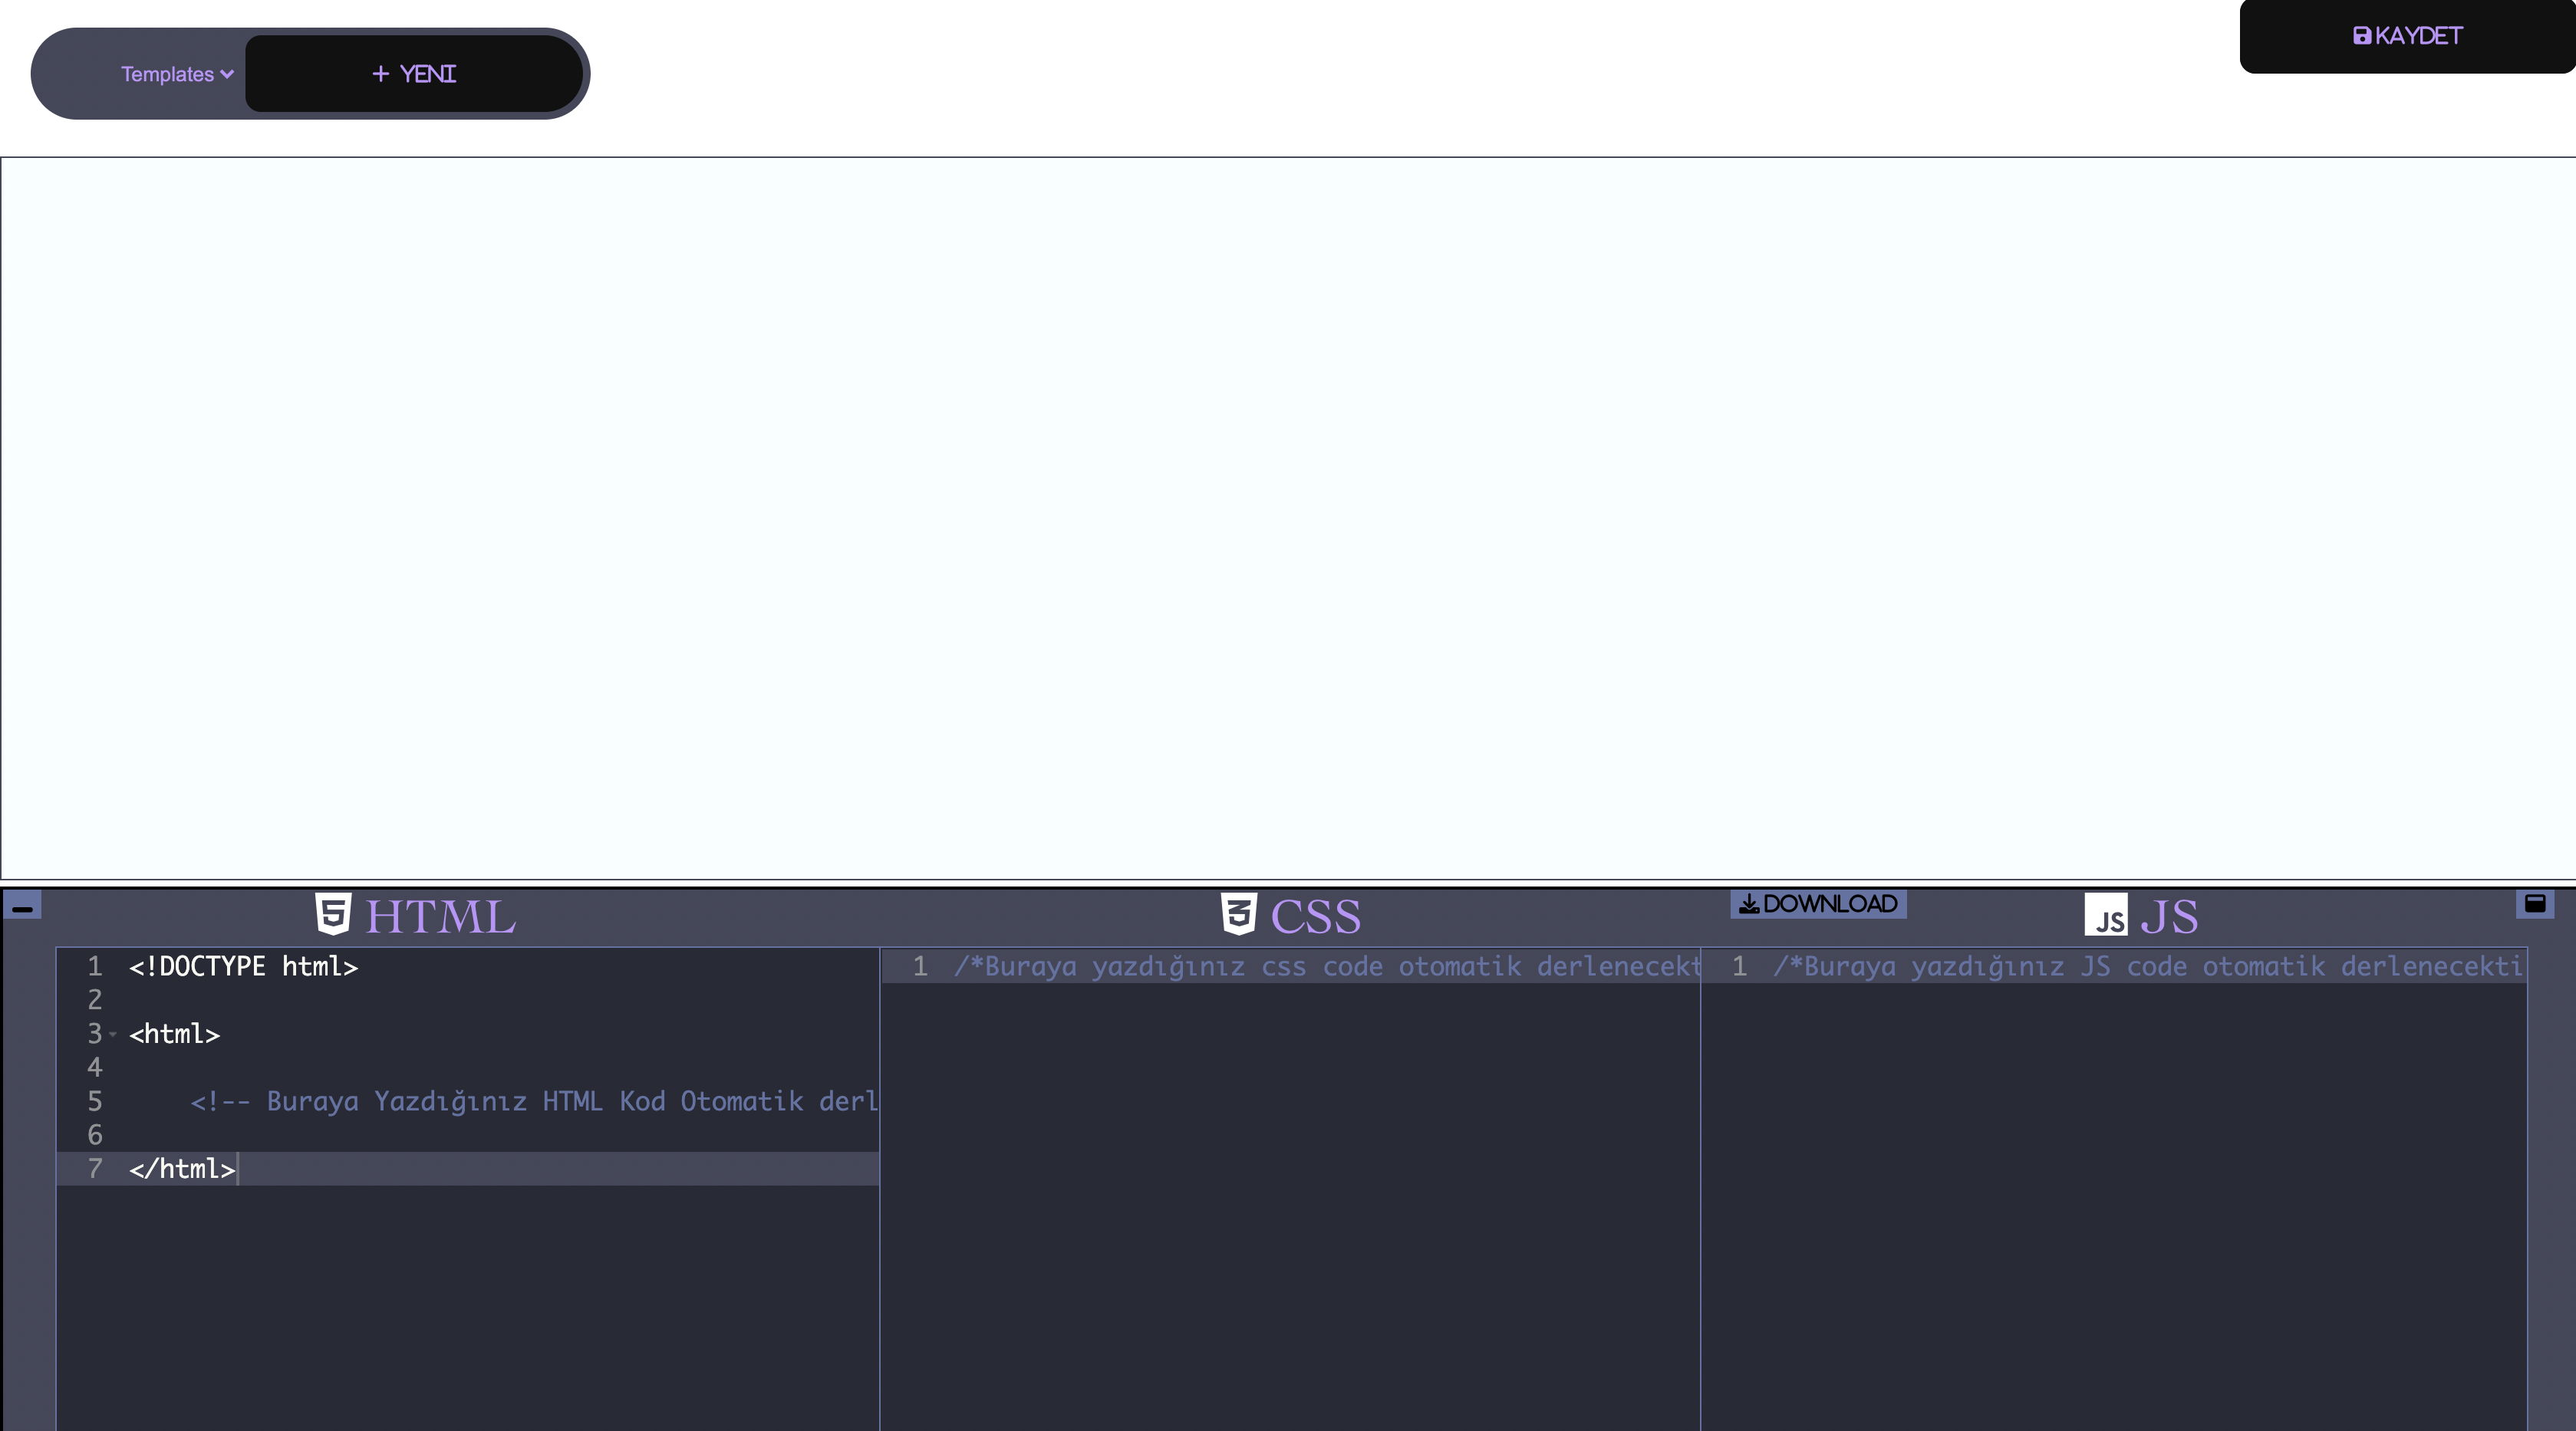 Templates
+ YENI
KAYDET
HTML
CSS
DOWNLOAD
JS JS
1 <!DOCTYPE html>
2
3 <html>
4
5 <!-- Buraya Yazdığınız HTML Kod Otomatik derl
6
7 </html>
1 /*Buraya yazdığınız css code otomatik derlenecekt
1 /*Buraya yazdığınız JS code otomatik derlenecekti